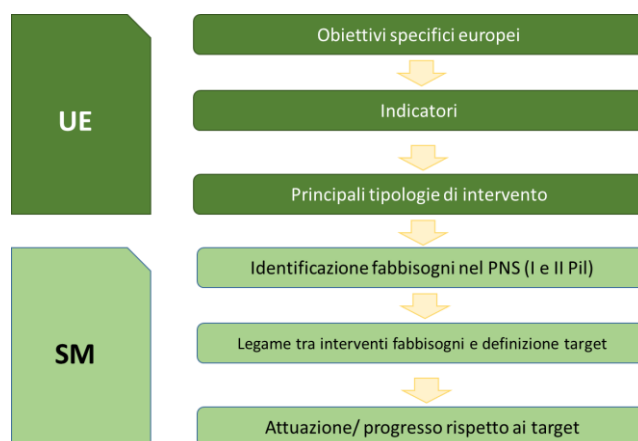 UE
Obiettivi specifici europei
Indicatori
Principali tipologie di intervento
SM
Identificazione fabbisogni nel PNS (I e II Pil)
Legame tra interventi fabbisogni e definizione target
Attuazione/ progresso rispetto ai target